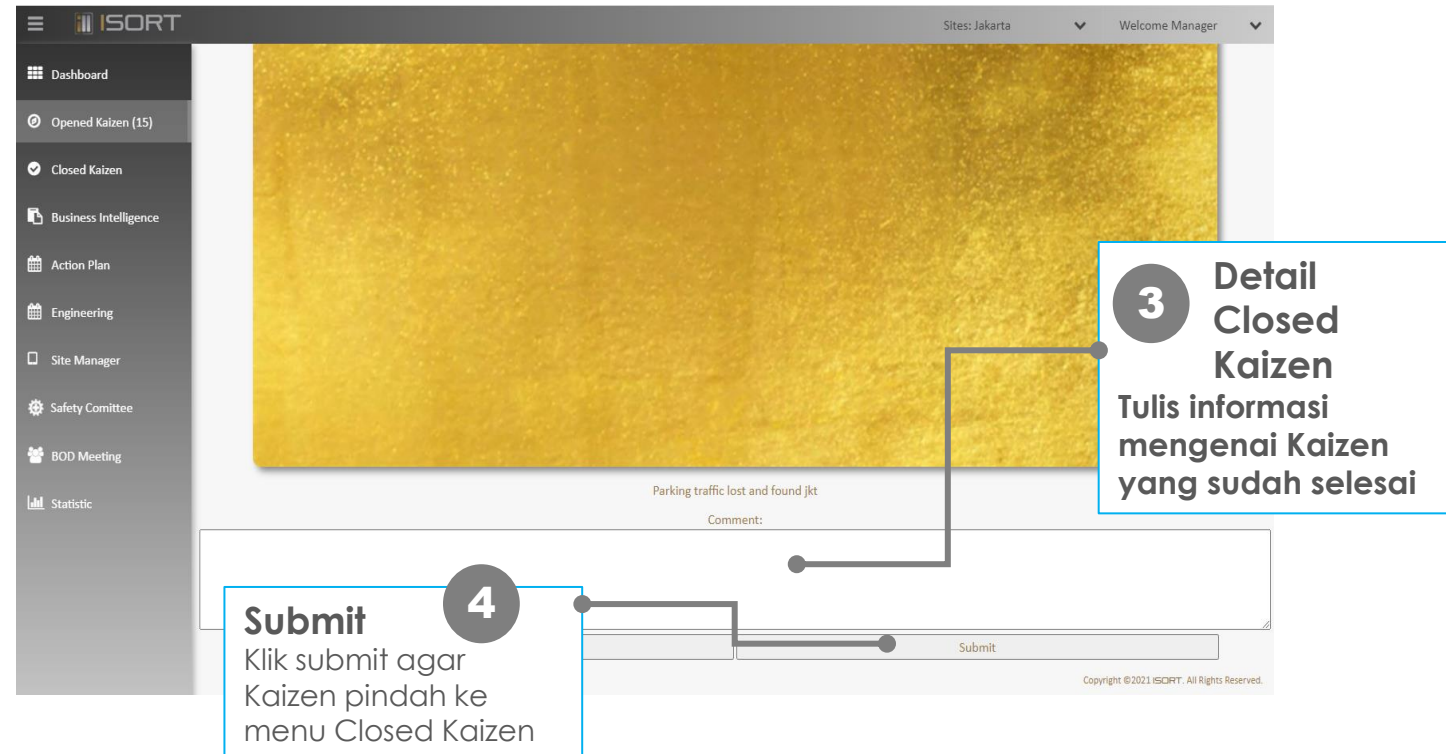 ISORT
Sites: Jakarta
Welcome Manager
Dashboard
Opened Kaizen (15)
Closed Kaizen
Business Intelligence
Action Plan
Engineering
Site Manager
Safety Comittee
BOD Meeting
Statistic
3
Detail
Closed
Kaizen
Tulis informasi
mengenai Kaizen
yang sudah selesai
Parking traffic lost and found jkt
Comment:
4
Submit
Klik submit agar
Kaizen pindah ke
menu Closed Kaizen
Submit
Copyright ©2021 ISORT. All Rights Reserved.